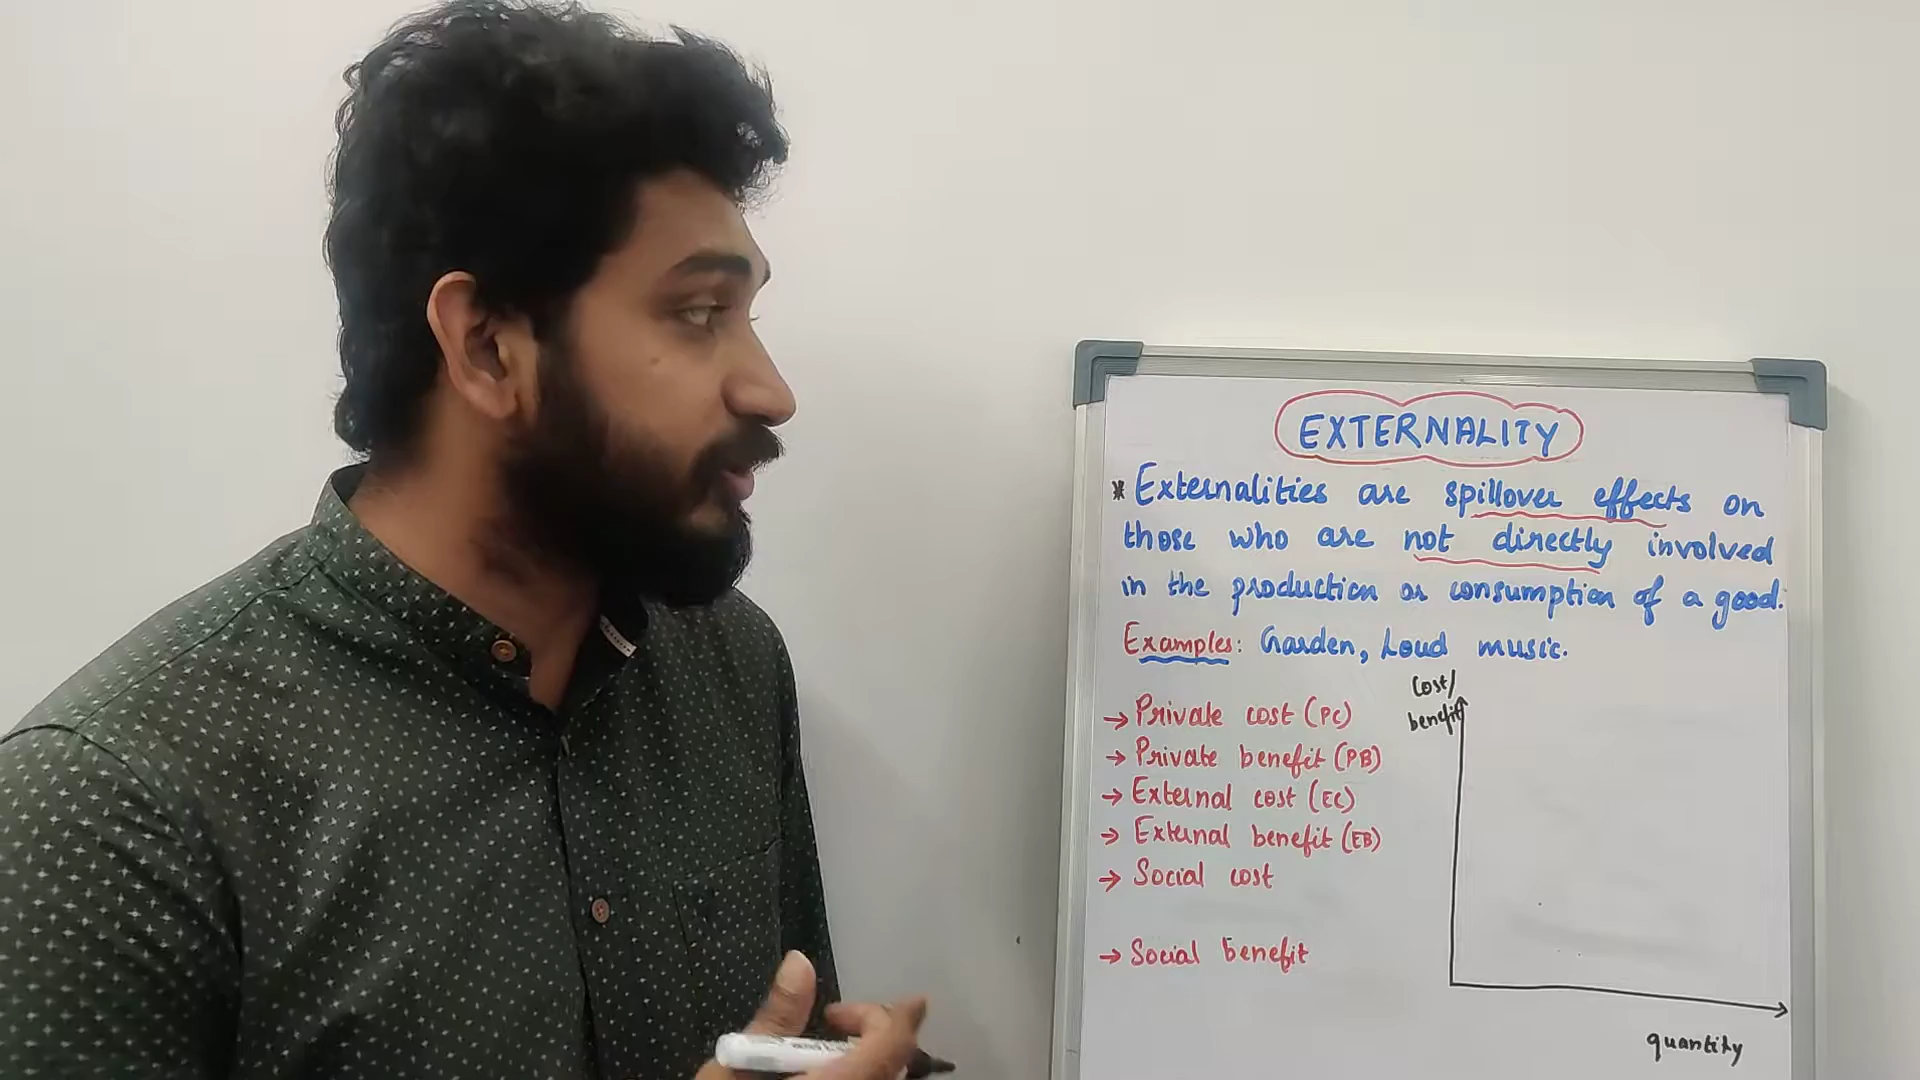 EXTERNALITY
* Externalities are spillover effects on
those who are not directly involved
in the production or consumption of a good.
Examples: Garden, Loud music.
→ Private cost (PC)
→ Private benefit (PB)
→ External cost (EC)
→ External benefit (EB)
→ Social cost
→ Social benefit
Cost/
benefit
quantity